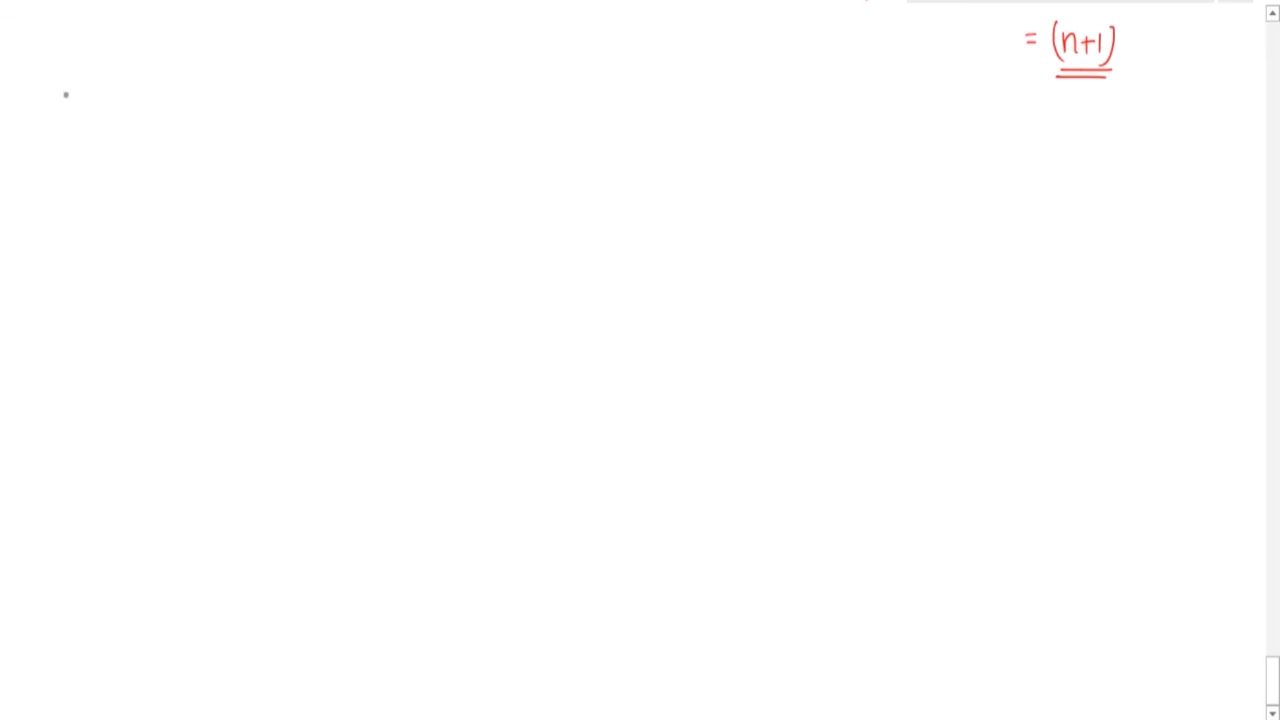 = (n+1)